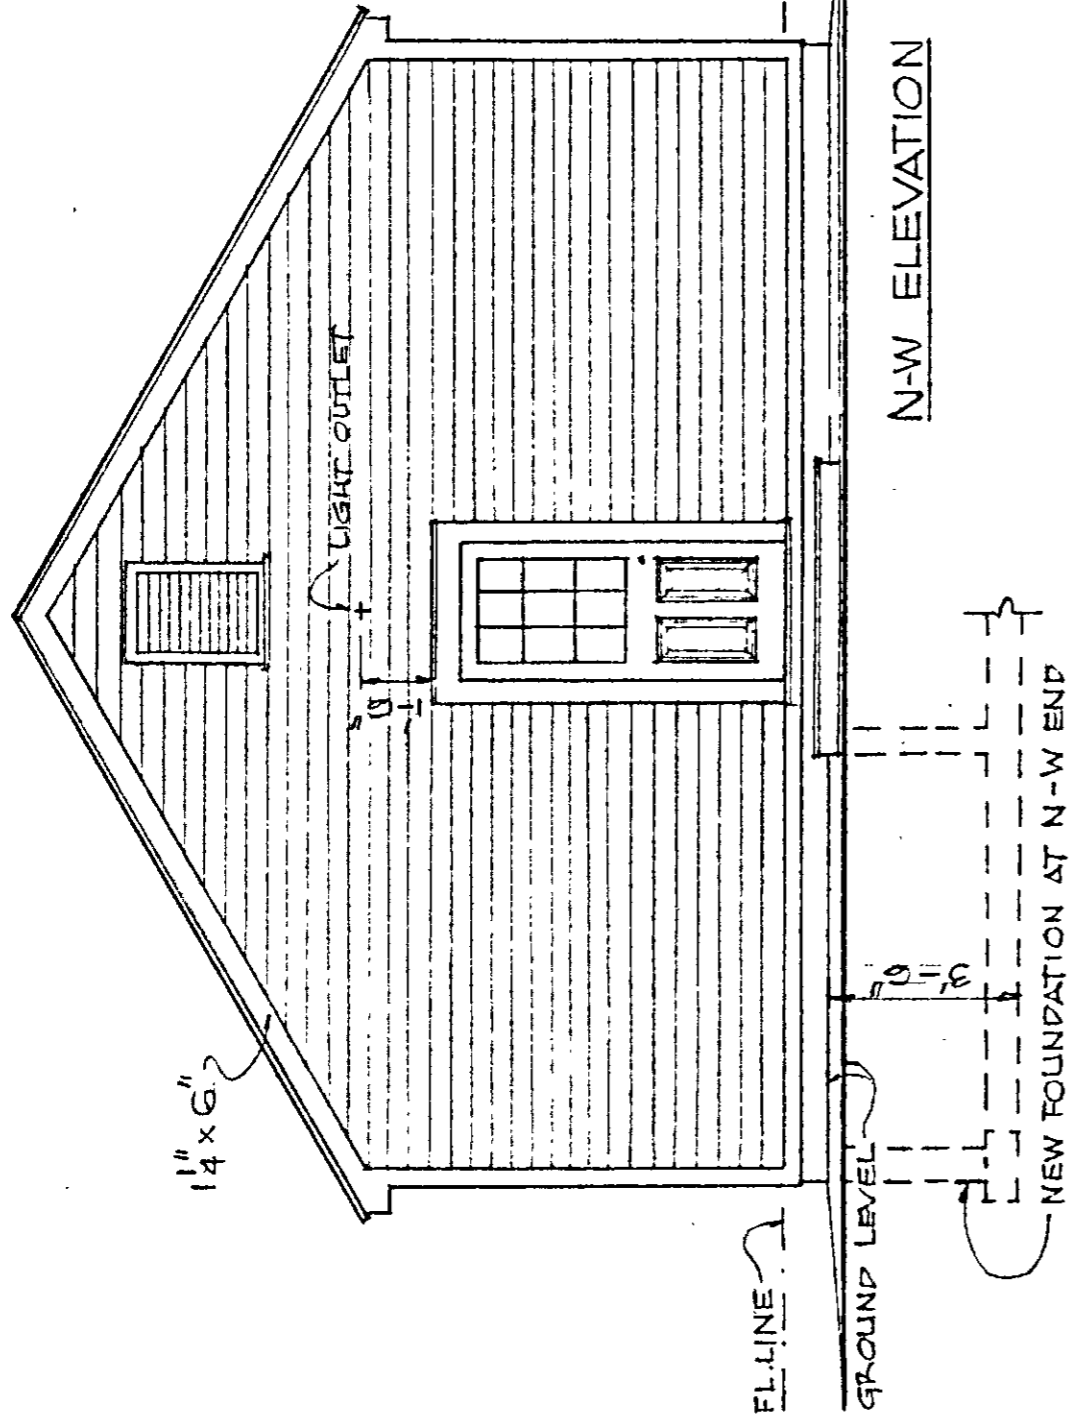 1 1/4" x 6"
LIGHT OUTLET
FL. LINE
GROUND LEVEL
3'-6"
NEW FOUNDATION AT N-W END
N-W ELEVATION